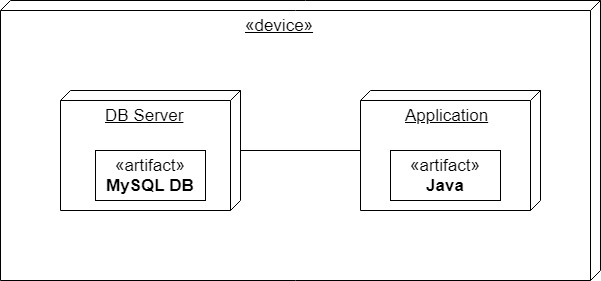 «device»
DB Server
«artifact»
MySQL DB
Application
«artifact»
Java